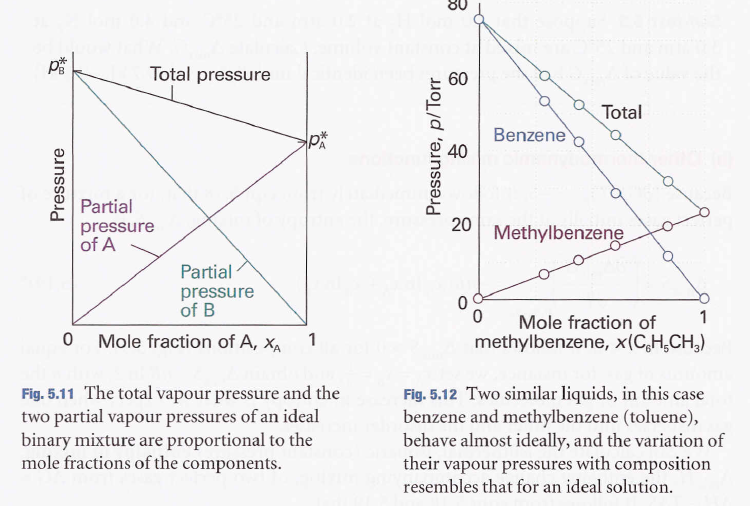 p*B
Total pressure
p*A
Pressure
Partial
pressure
of A
Partial
pressure
of B
0
Mole fraction of A, xA
1
Fig. 5.11 The total vapour pressure and the
two partial vapour pressures of an ideal
binary mixture are proportional to the
mole fractions of the components.
80
60
40
20
0
Pressure, p/Torr
Total
Benzene
Methylbenzene
0
1
Mole fraction of
methylbenzene, x(C6H5CH3)
Fig. 5.12 Two similar liquids, in this case
benzene and methylbenzene (toluene),
behave almost ideally, and the variation of
their vapour pressures with composition
resembles that for an ideal solution.